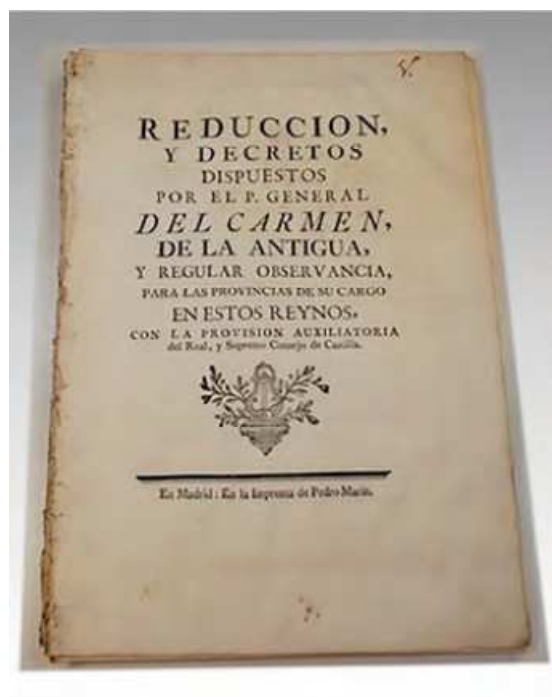 REDUCCION,
Y DECRETOS
DISPUESTOS
POR EL P. GENERAL
DEL CARMEN,
DE LA ANTIGUA,
Y REGULAR OBSERVANCIA,
PARA LAS PROVINCIAS DE SU CARGO
EN ESTOS REYNOS,
CON LA PROVISION AUXILIATORIA
del Real, y Supremo Consejo de Castilla.
En Madrid: En la Imprenta de Pedro Marin.